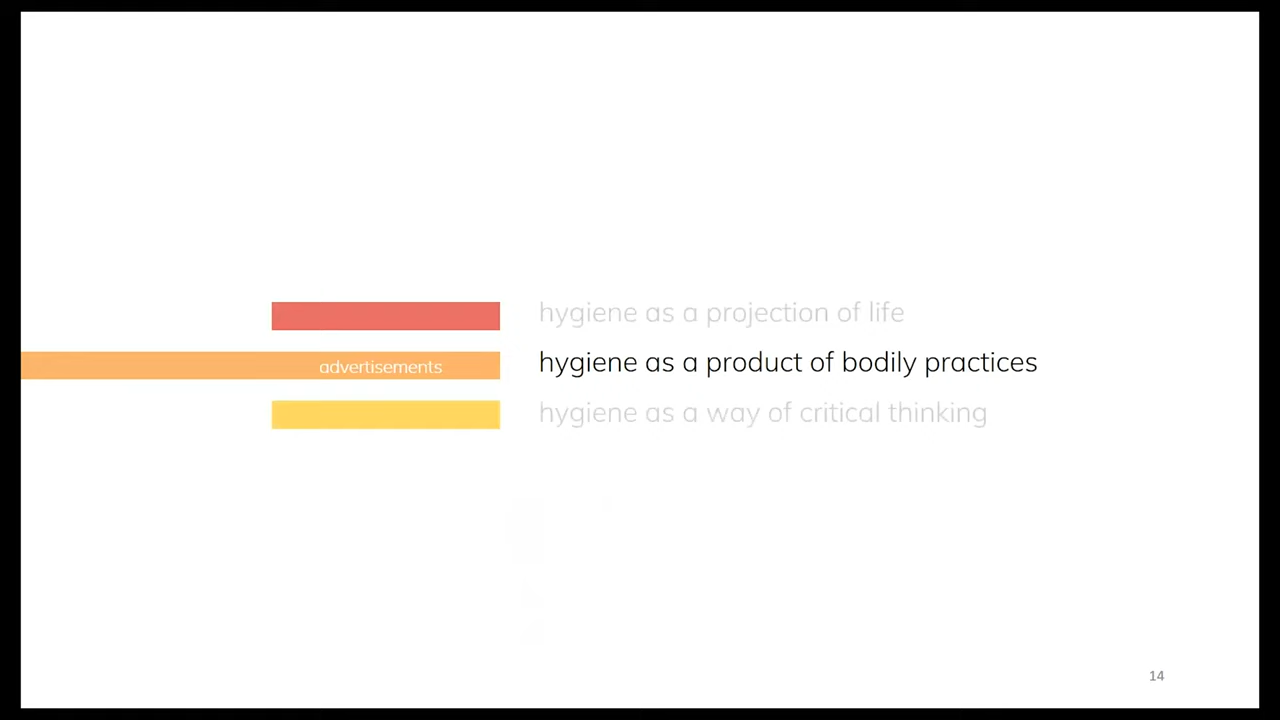 hygiene as a projection of life
advertisements
hygiene as a product of bodily practices
hygiene as a way of critical thinking
14